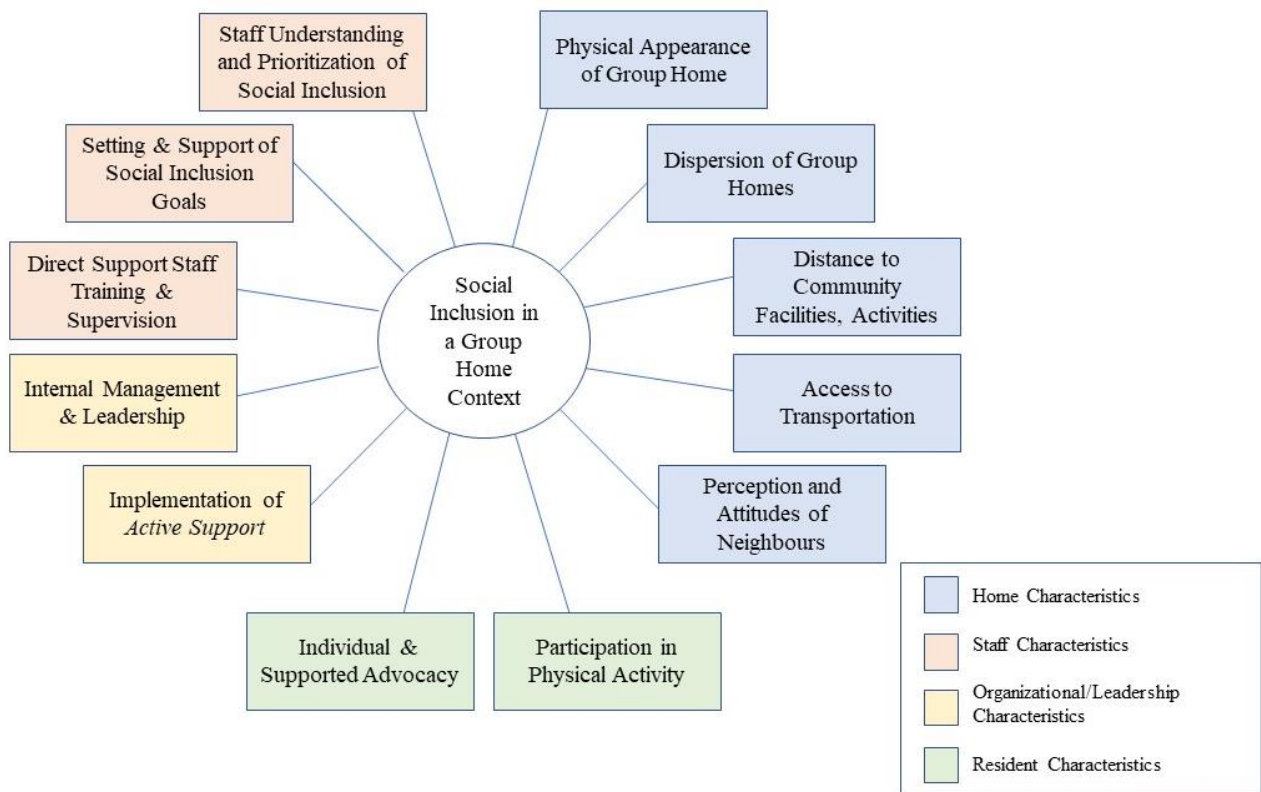 Staff Understanding
and Prioritization of
Social Inclusion
Physical Appearance
of Group Home
Setting & Support of
Social Inclusion
Goals
Dispersion of Group
Homes
Direct Support Staff
Training &
Supervision
Social
Inclusion in
a Group
Home
Context
Distance to
Community
Facilities, Activities
Internal Management
& Leadership
Access to
Transportation
Implementation of
Active Support
Perception and
Attitudes of
Neighbours
Individual &
Supported Advocacy
Participation in
Physical Activity
Home Characteristics
Staff Characteristics
Organizational/Leadership
Characteristics
Resident Characteristics